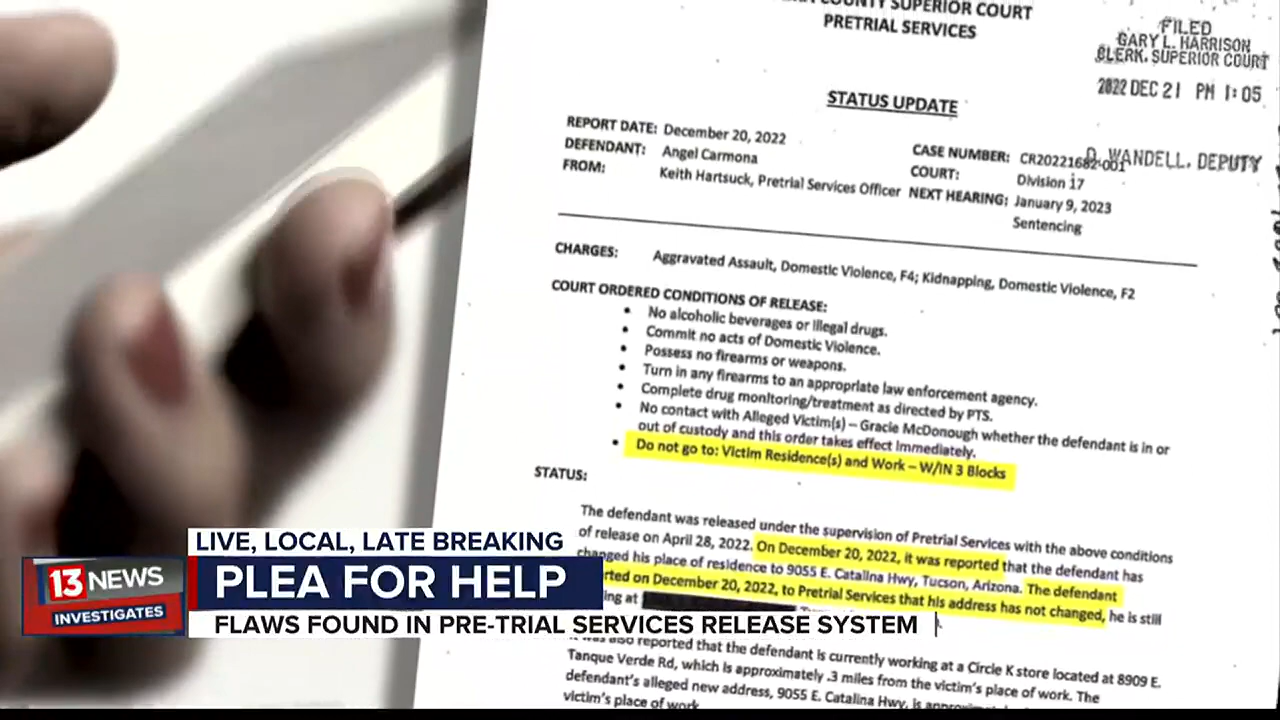 COUNTY SUPERIOR COURT
PRETRIAL SERVICES
FILED
GARY L. HARRISON
CLERK, SUPERIOR COURT
2022 DEC 21 PM 1:05
D. WANDELL, DEPUTY
STATUS UPDATE
REPORT DATE: December 20, 2022
DEFENDANT: Angel Carmona
FROM: Keith Hartsuck, Pretrial Services Officer
CASE NUMBER: CR20221682-001
COURT: Division 17
NEXT HEARING: January 9, 2023
Sentencing
CHARGES: Aggravated Assault, Domestic Violence, F4; Kidnapping, Domestic Violence, F2
COURT ORDERED CONDITIONS OF RELEASE:
• No alcoholic beverages or illegal drugs.
• Commit no acts of Domestic Violence.
• Possess no firearms or weapons.
• Turn in any firearms to an appropriate law enforcement agency.
• Complete drug monitoring/treatment as directed by PTS.
• No contact with Alleged Victim(s) – Gracie McDonough whether the defendant is in or
out of custody and this order takes effect immediately.
• Do not go to: Victim Residence(s) and Work – W/IN 3 Blocks
STATUS:
The defendant was released under the supervision of Pretrial Services with the above conditions
of release on April 28, 2022. On December 20, 2022, it was reported that the defendant has
changed his place of residence to 9055 E. Catalina Hwy, Tucson, Arizona. The defendant
on December 20, 2022, to Pretrial Services that his address has not changed, he is still
at
also reported that the defendant is currently working at a Circle K store located at 8909 E.
Tanque Verde Rd, which is approximately .3 miles from the victim's place of work. The
defendant's alleged new address, 9055 E. Catalina Hwy, is
victim's place of work
LIVE, LOCAL, LATE BREAKING
13 NEWS
INVESTIGATES
PLEA FOR HELP
FLAWS FOUND IN PRE-TRIAL SERVICES RELEASE SYSTEM